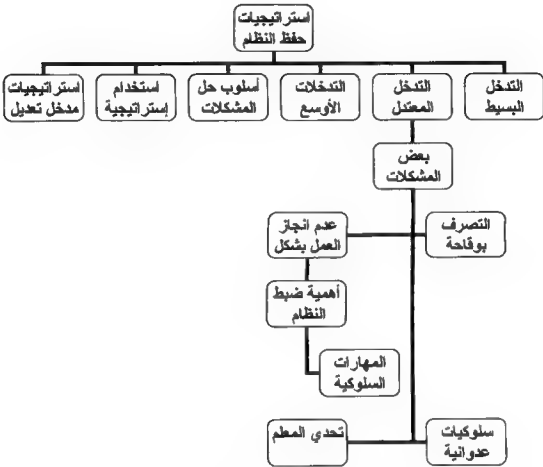 استراتيجيات
حفظ النظام
التدخل
البسيط
التدخل
المعتدل
التدخلات
الأوسع
أسلوب حل
المشكلات
استخدام
إستراتيجية
استراتيجيات
مدخل تعديل
بعض
المشكلات
التصرف
بوقاحة
عدم انجاز
العمل بشكل
أهمية ضبط
النظام
المهارات
السلوكية
سلوكيات
عدوانية
تحدي المعلم